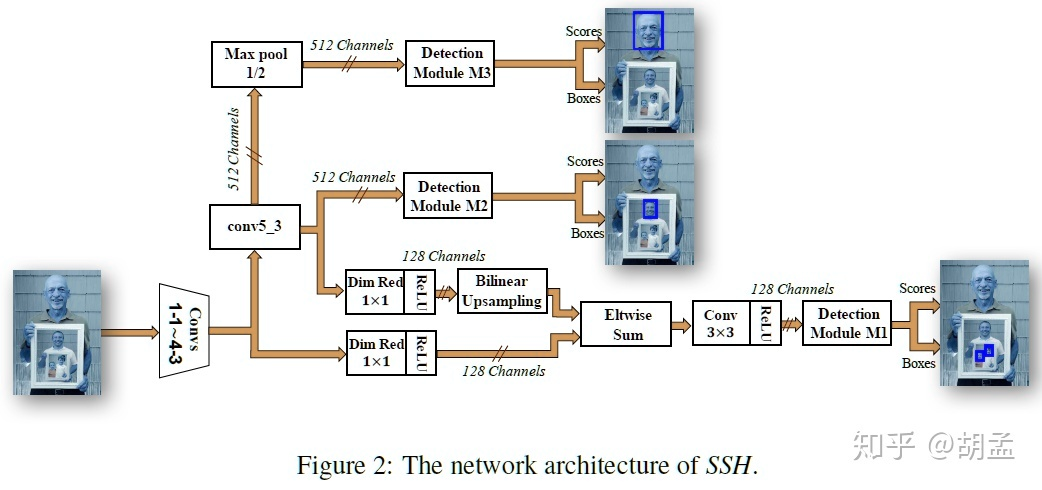 Max pool
1/2
512 Channels
Detection
Module M3
Scores
Boxes
512 Channels
conv5_3
512 Channels
Detection
Module M2
Scores
Boxes
128 Channels
Dim Red
1×1
ReLU
Bilinear
Upsampling
Convs
1-1~4-3
Dim Red
1×1
ReLU
128 Channels
Eltwise
Sum
Conv
3×3
ReLU
128 Channels
Detection
Module M1
Scores
Boxes
知乎 @胡孟
Figure 2: The network architecture of SSH.